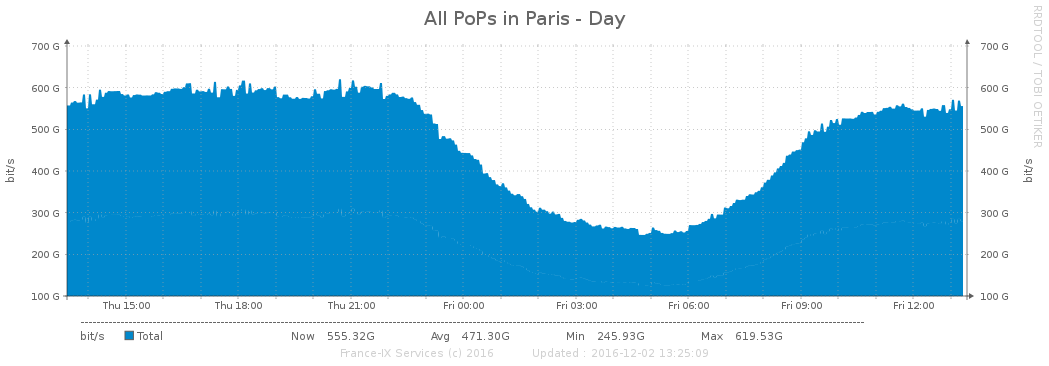 All PoPs in Paris - Day
RRDTOOL / TOBI OETIKER
bit/s
700 G
600 G
500 G
400 G
300 G
200 G
100 G
700 G
600 G
500 G
400 G
300 G
200 G
100 G
bit/s
Thu 15:00 Thu 18:00 Thu 21:00 Fri 00:00 Fri 03:00 Fri 06:00 Fri 09:00 Fri 12:00
bit/s Total Now 555.32G Avg 471.30G Min 245.93G Max 619.53G
France-IX Services (c) 2016 Updated : 2016-12-02 13:25:09